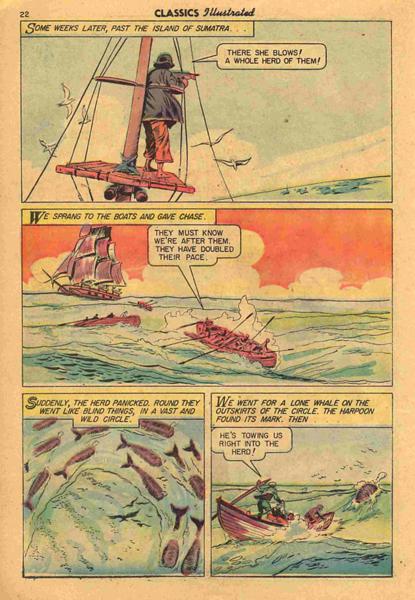 22
CLASSICS Illustrated
SOME WEEKS LATER, PAST THE ISLAND OF SUMATRA. . .
THERE SHE BLOWS!
A WHOLE HERD OF THEM!
WE SPRANG TO THE BOATS AND GAVE CHASE.
THEY MUST KNOW
WE'RE AFTER THEM.
THEY HAVE DOUBLED
THEIR PACE.
SUDDENLY, THE HERD PANICKED. ROUND THEY
WENT LIKE BLIND THINGS, IN A VAST AND
WILD CIRCLE.
WE WENT FOR A LONE WHALE ON THE
OUTSKIRTS OF THE CIRCLE. THE HARPOON
FOUND ITS MARK. THEN
HE'S TOWING US
RIGHT INTO THE
HERD!